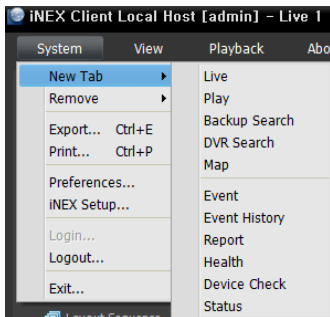 iNEX Client Local Host [admin] – Live 1
System View Playback Abo
New Tab
Remove
Export... Ctrl+E
Print... Ctrl+P
Preferences...
iNEX Setup...
Login...
Logout...
Exit...
Live
Play
Backup Search
DVR Search
Map
Event
Event History
Report
Health
Device Check
Status
Layout Sequence